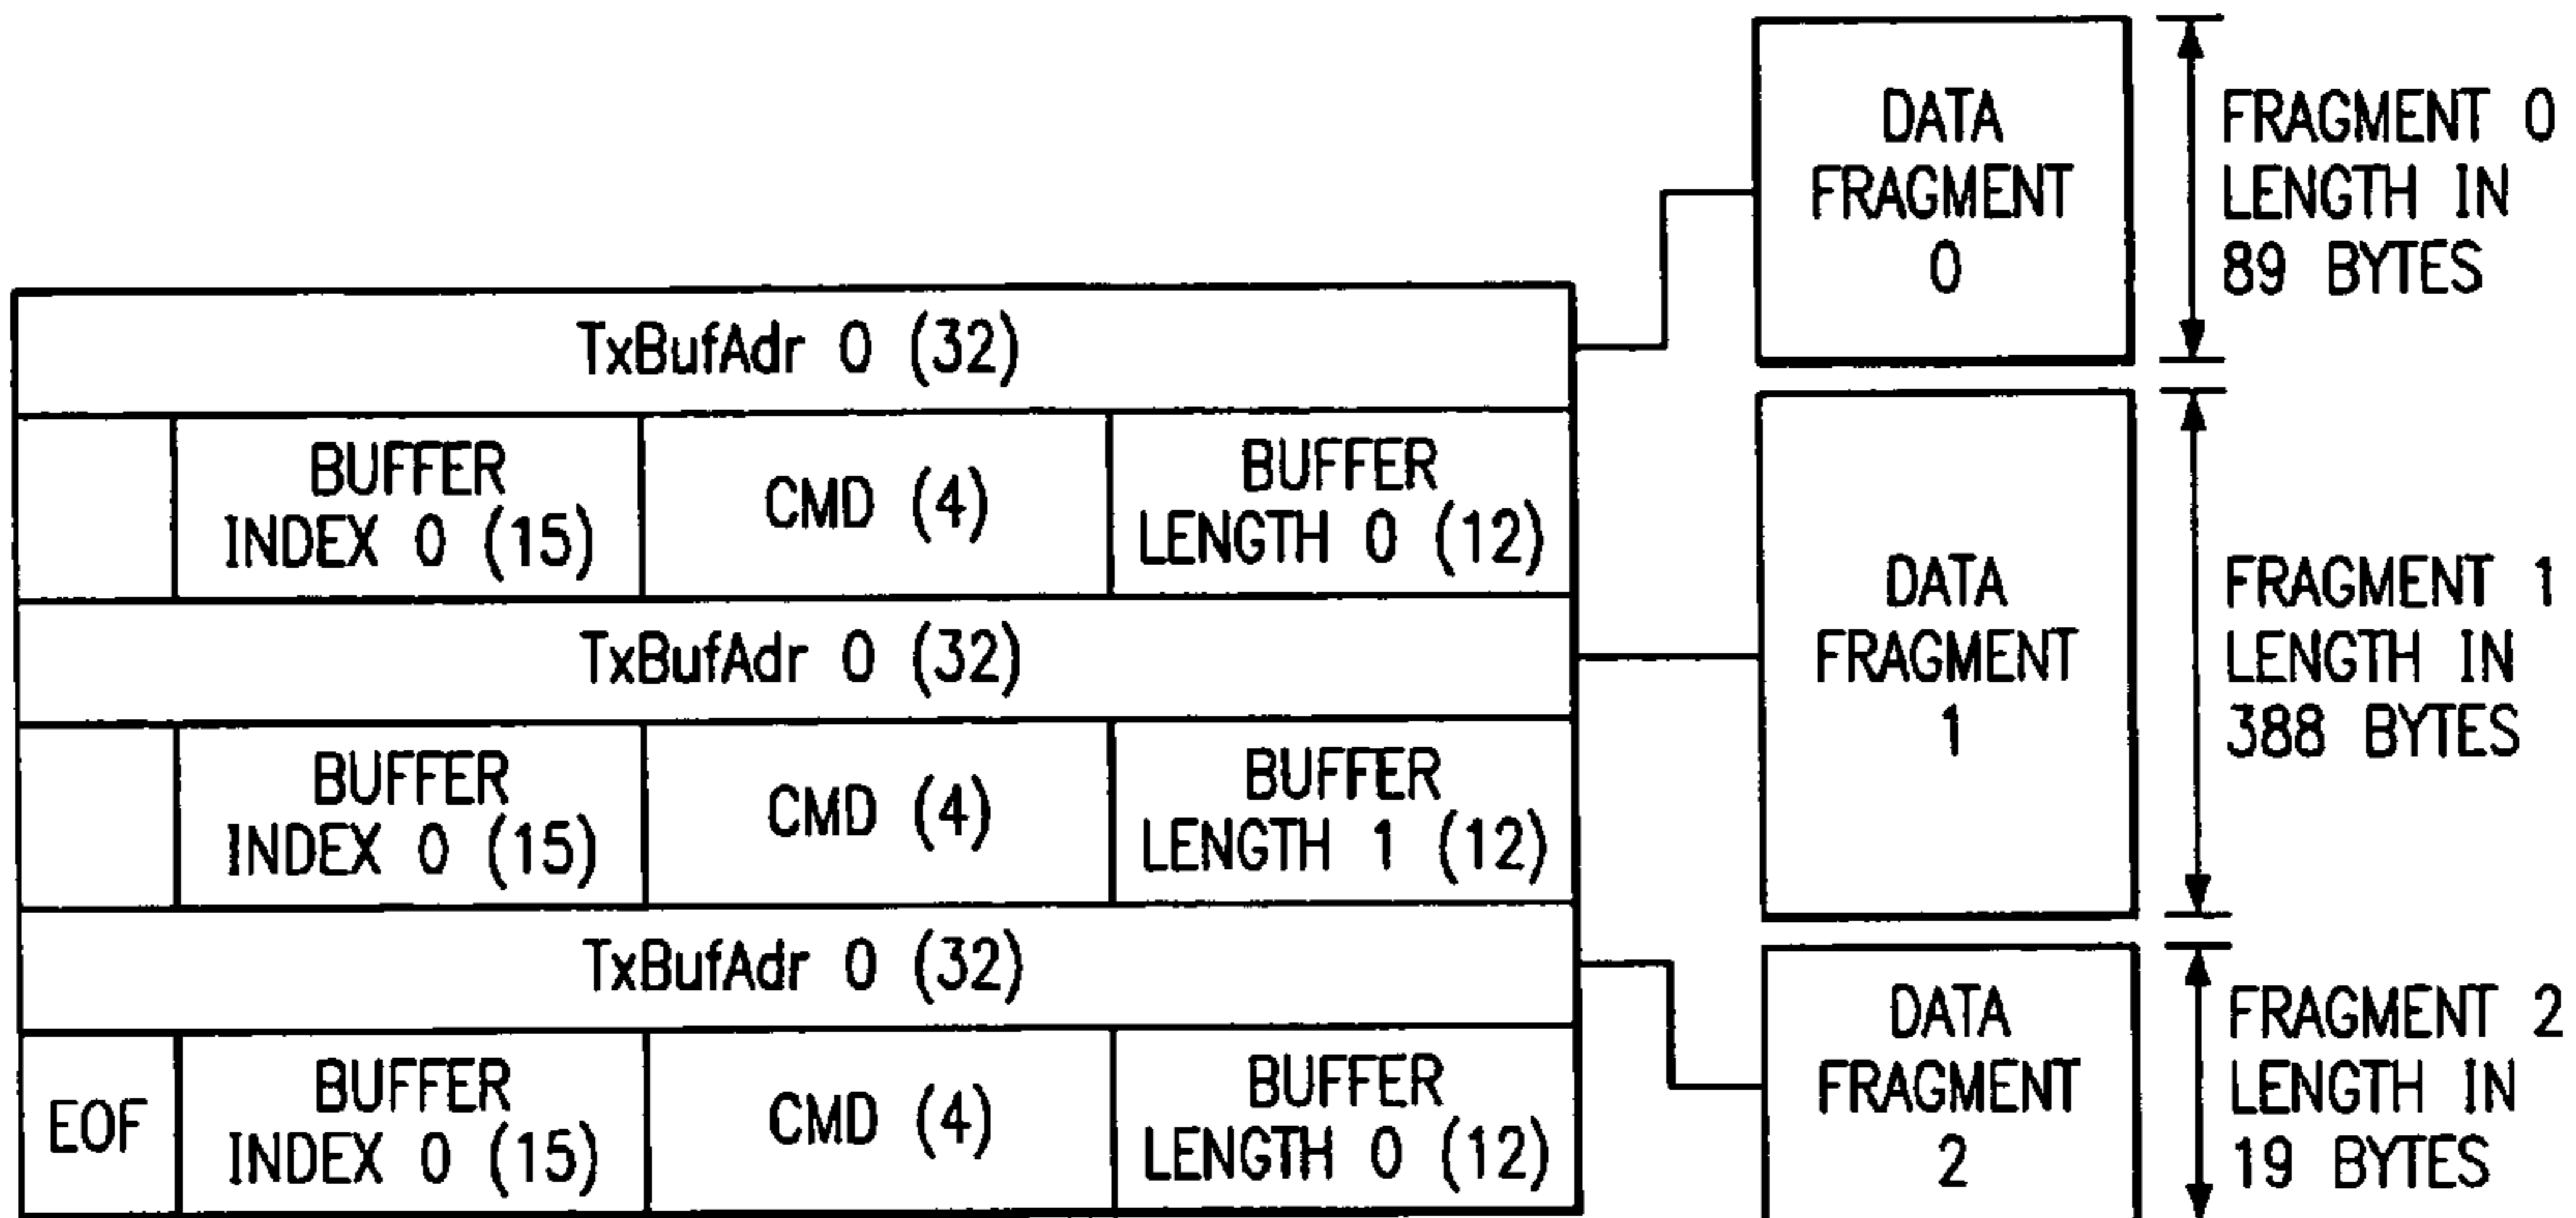 TxBufAdr 0 (32)
BUFFER
INDEX 0 (15)
CMD (4)
BUFFER
LENGTH 0 (12)
TxBufAdr 0 (32)
BUFFER
INDEX 0 (15)
CMD (4)
BUFFER
LENGTH 1 (12)
TxBufAdr 0 (32)
EOF
BUFFER
INDEX 0 (15)
CMD (4)
BUFFER
LENGTH 0 (12)
DATA
FRAGMENT
0
FRAGMENT 0
LENGTH IN
89 BYTES
DATA
FRAGMENT
1
FRAGMENT 1
LENGTH IN
388 BYTES
DATA
FRAGMENT
2
FRAGMENT 2
LENGTH IN
19 BYTES